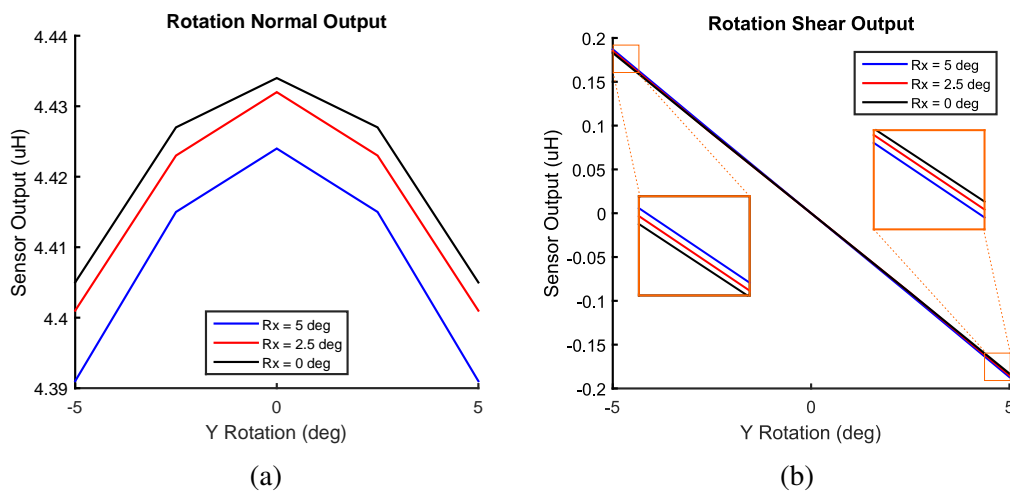 Rotation Normal Output
4.44
4.43
4.42
4.41
4.4
4.39
Sensor Output (uH)
Rx = 5 deg
Rx = 2.5 deg
Rx = 0 deg
-5
0
5
Y Rotation (deg)
(a)
Rotation Shear Output
0.2
0.15
0.1
0.05
0
-0.05
-0.1
-0.15
-0.2
Sensor Output (uH)
Rx = 5 deg
Rx = 2.5 deg
Rx = 0 deg
-5
0
5
Y Rotation (deg)
(b)